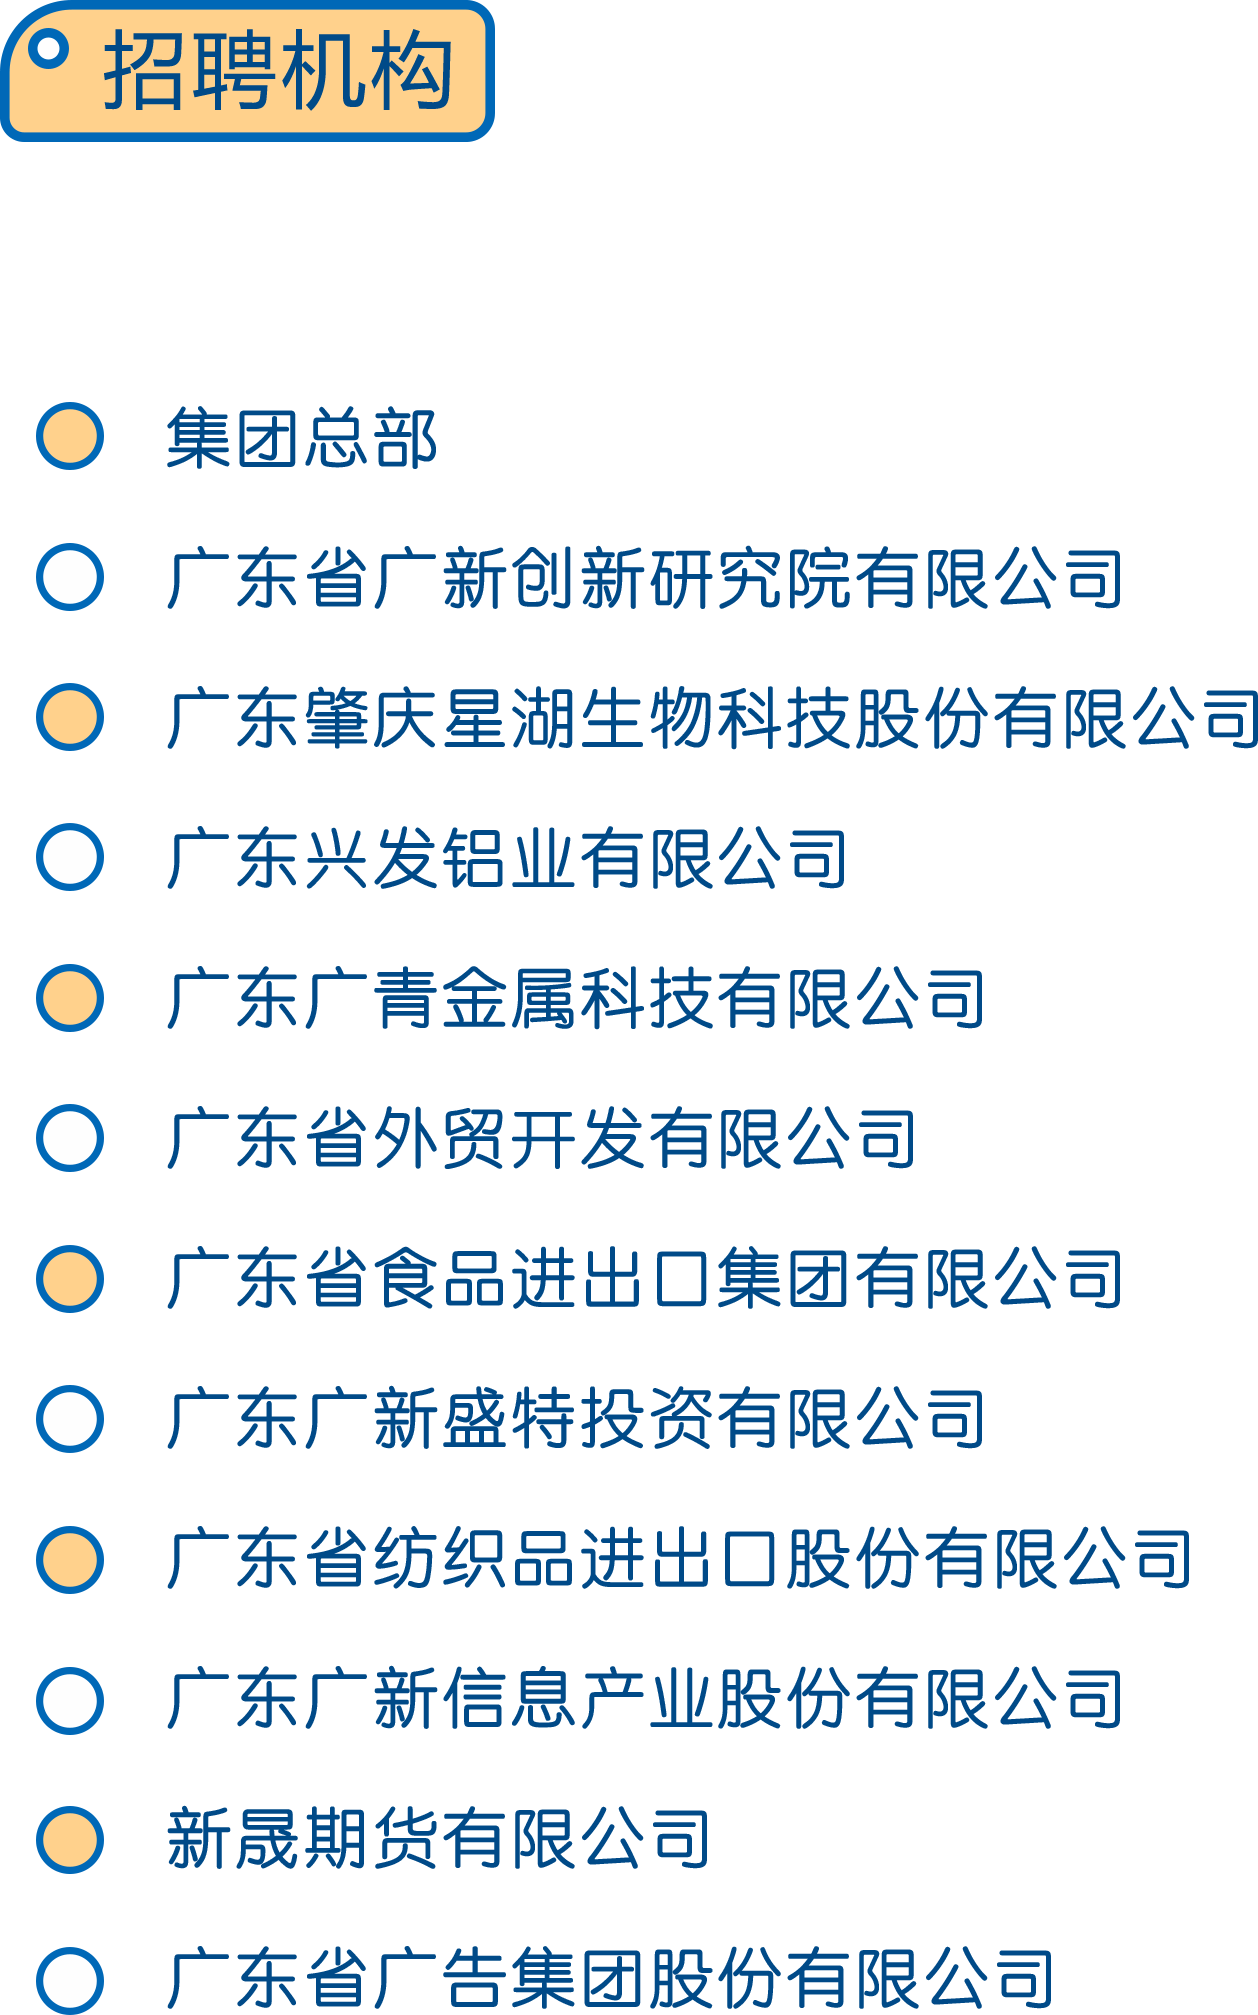 招聘机构
集团总部
广东省广新创新研究院有限公司
广东肇庆星湖生物科技股份有限公司
广东兴发铝业有限公司
广东广青金属科技有限公司
广东省外贸开发有限公司
广东省食品进出口集团有限公司
广东广新盛特投资有限公司
广东省纺织品进出口股份有限公司
广东广新信息产业股份有限公司
新晟期货有限公司
广东省广告集团股份有限公司